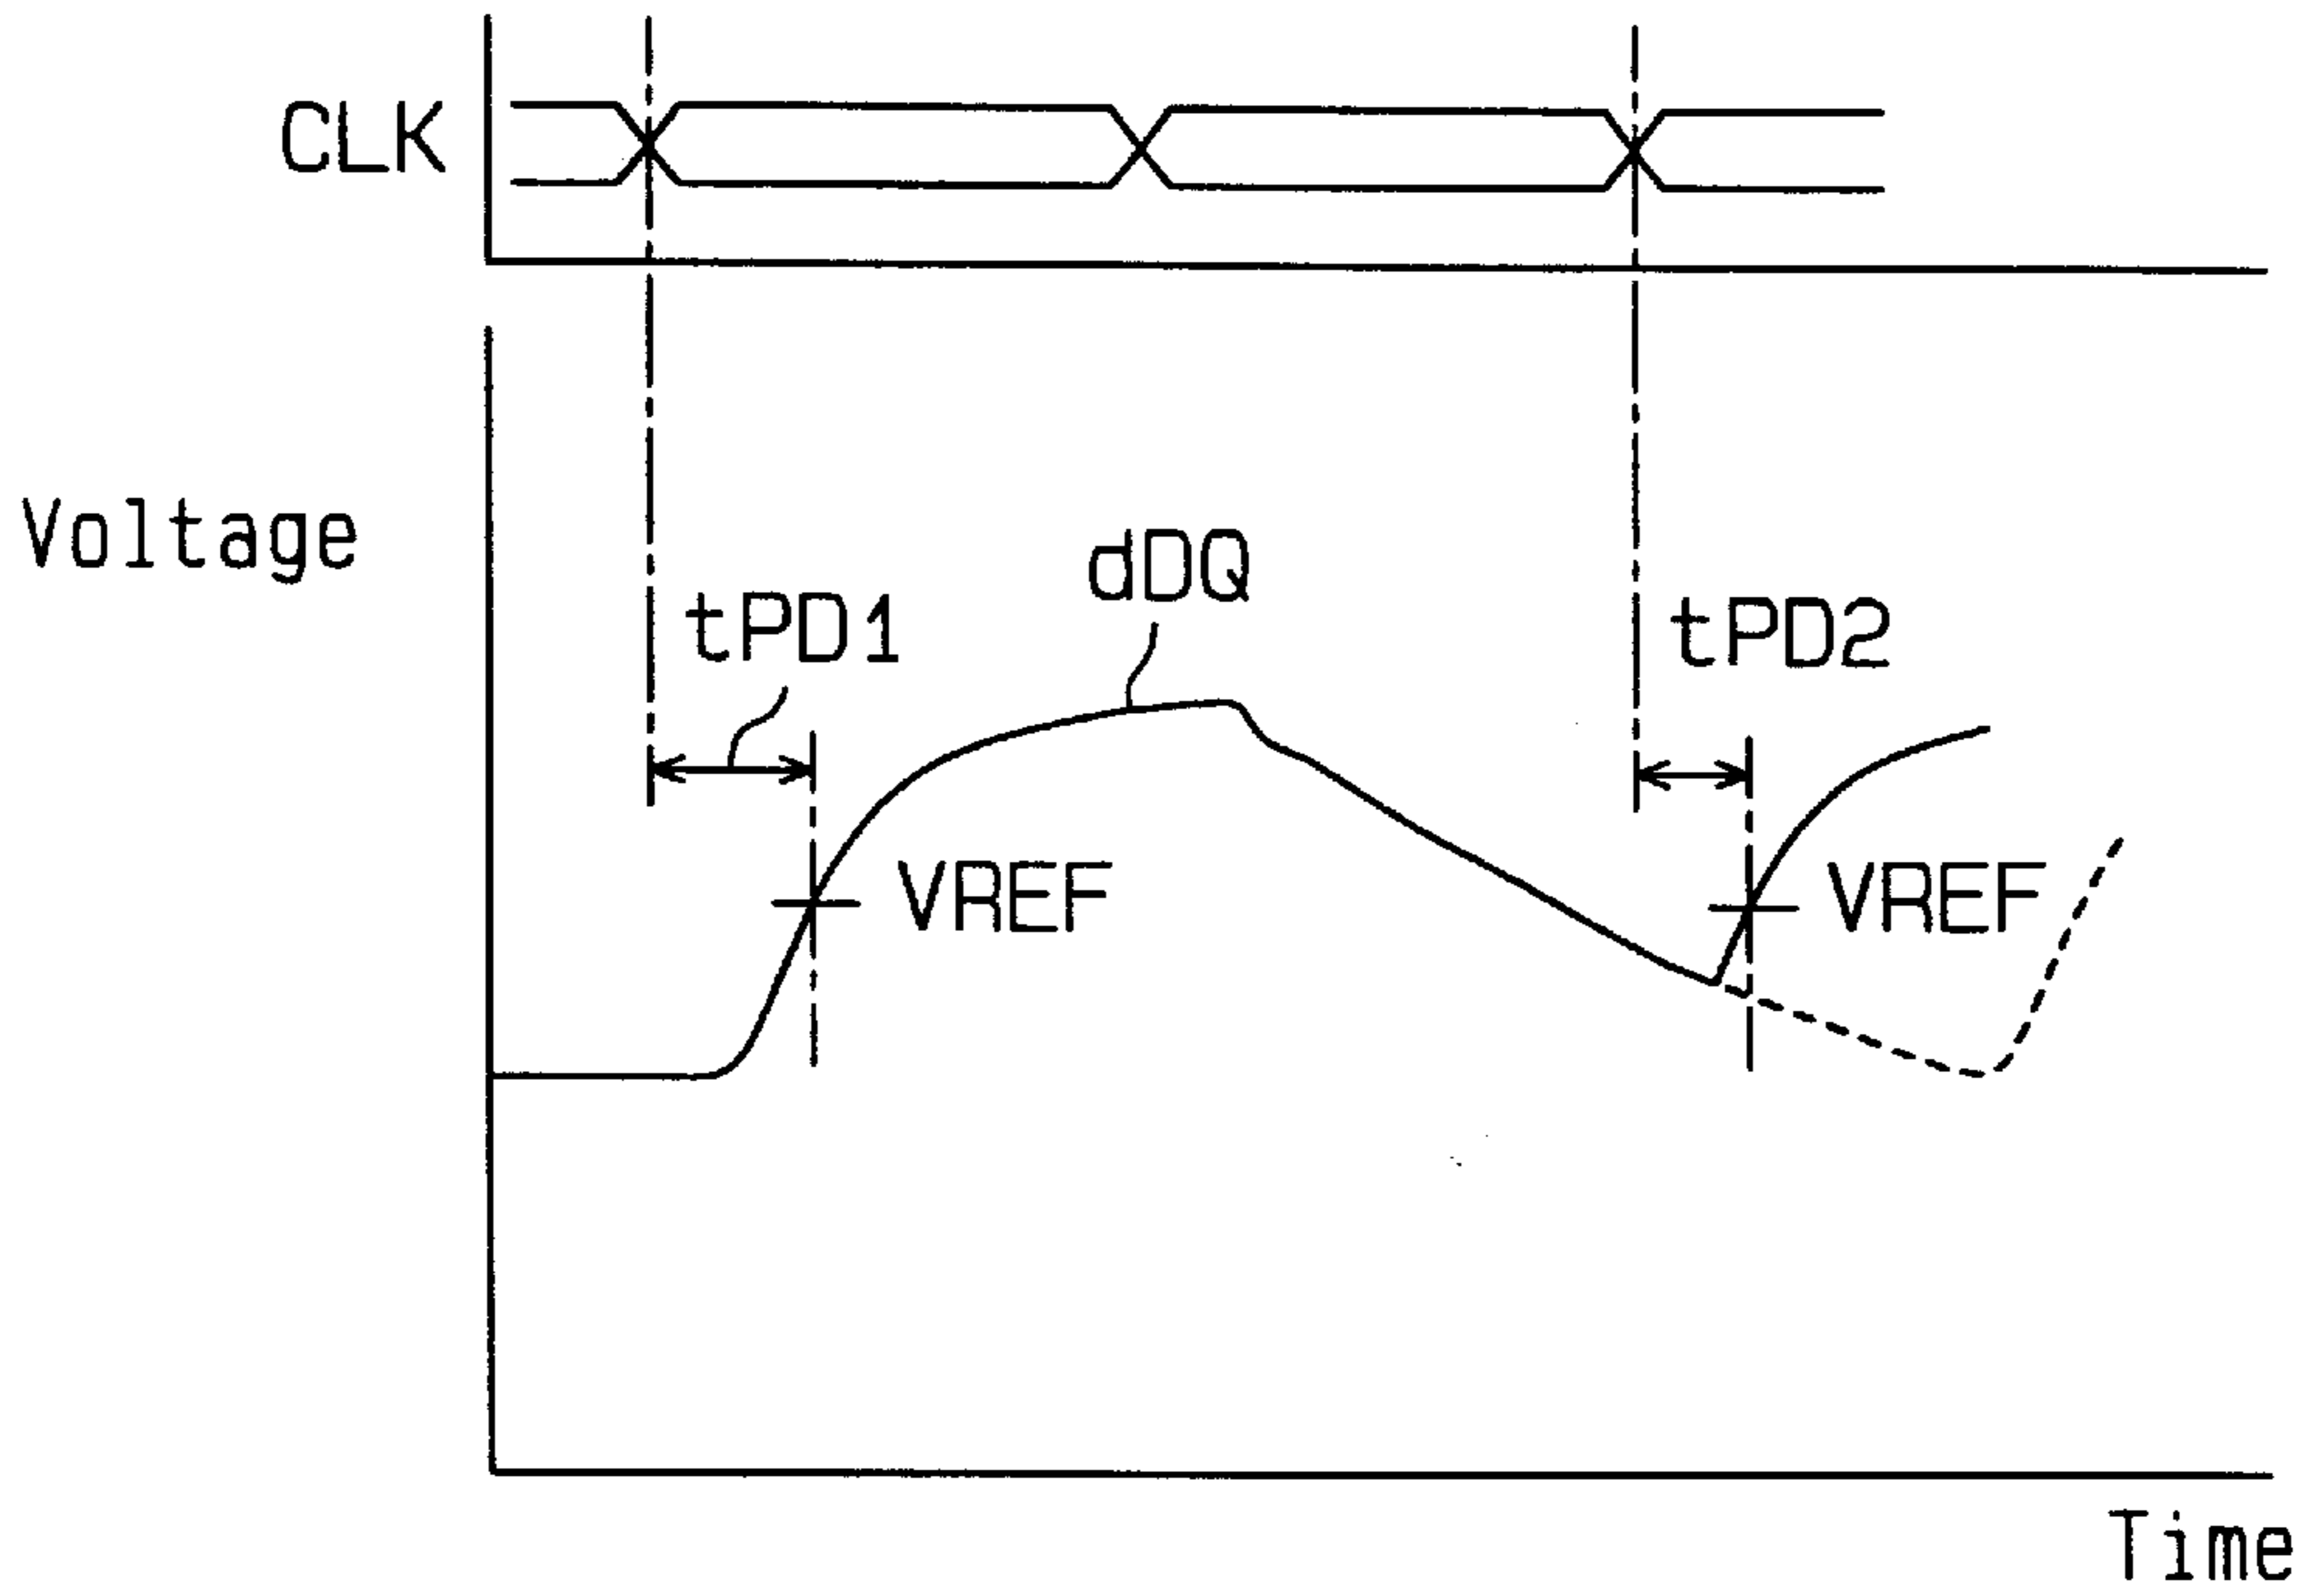 CLK
Voltage
dDQ
tPD1
tPD2
VREF
VREF
Time